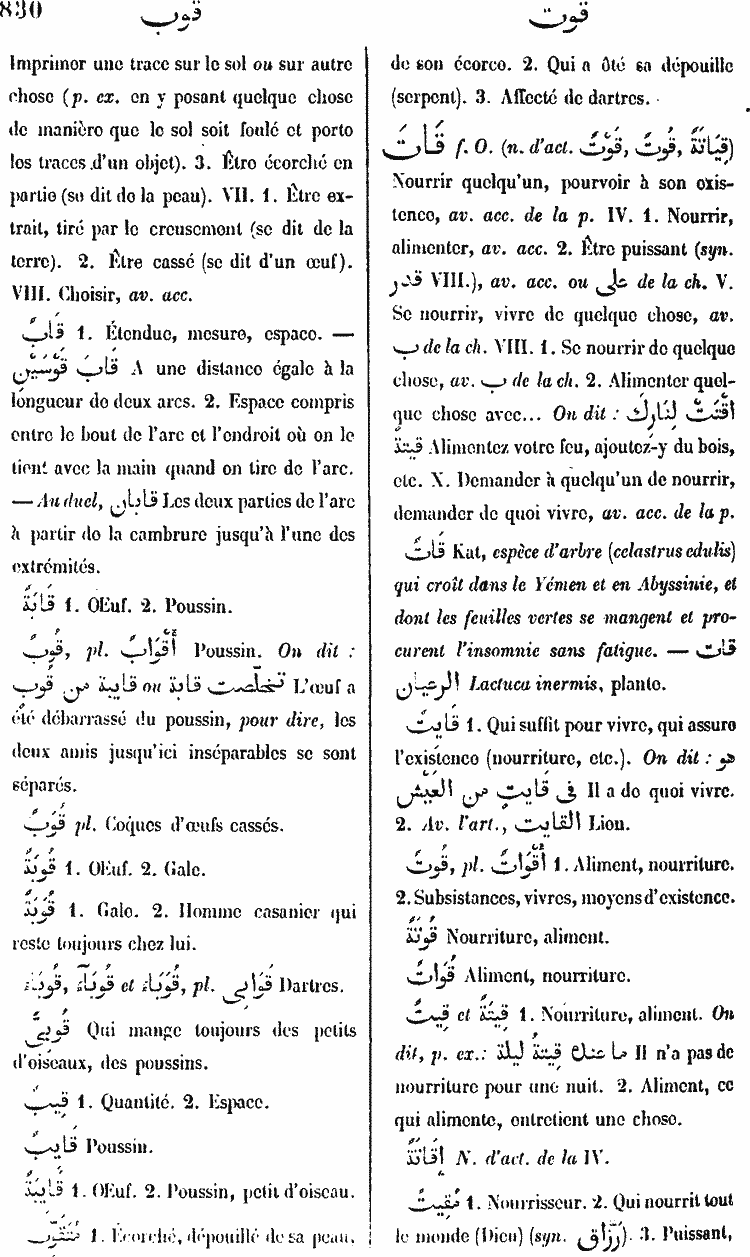 830
قوب
قوت
Imprimer une trace sur le sol ou sur autre
chose (p. ex. en y posant quelque chose
de manière que le sol soit foulé et porte
les traces d'un objet). 3. Être écorché en
partie (se dit de la peau). VII. 1. Être ex-
trait, tiré par le creusement (se dit de la
terre). 2. Être cassé (se dit d'un œuf).
VIII. Choisir, av. acc.
قَابٌ 1. Étendue, mesure, espace. —
قَابَ قَوْسَيْنِ A une distance égale à la
longueur de deux arcs. 2. Espace compris
entre le bout de l'arc et l'endroit où on le
tient avec la main quand on tire de l'arc.
— Au duel, قابان Les deux parties de l'arc
à partir de la cambrure jusqu'à l'une des
extrémités.
قَابَةٌ 1. OEuf. 2. Poussin.
قُوبٌ, pl. أَقْوَابٌ Poussin. On dit :
تخلّصت قابة ou قايبة من قوب L'œuf a
été débarrassé du poussin, pour dire, les
deux amis jusqu'ici inséparables se sont
séparés.
قُوَبٌ pl. Coques d'œufs cassés.
قُوبَةٌ 1. OEuf. 2. Gale.
قُوَبَةٌ 1. Gale. 2. Homme casanier qui
reste toujours chez lui.
قُوبَاءُ, قُوبَآءُ et قُوَبَاءُ, pl. قُوَابِى Dartres.
قُوبِىٌّ Qui mange toujours des petits
d'oiseaux, des poussins.
قِيبٌ 1. Quantité. 2. Espace.
قَايِبٌ Poussin.
قَايِبَةٌ 1. OEuf. 2. Poussin, petit d'oiseau.
مُتَقَوِّبٌ 1. Écorché, dépouillé de sa peau,
de son écorce. 2. Qui a ôté sa dépouille
(serpent). 3. Affecté de dartres.
قَاتَ f. O. (n. d'act. قَوْتٌ, قُوتٌ, قِيَاتَةٌ)
Nourrir quelqu'un, pourvoir à son exis-
tence, av. acc. de la p. IV. 1. Nourrir,
alimenter, av. acc. 2. Être puissant (syn.
قدر VIII.), av. acc. ou على de la ch. V.
Se nourrir, vivre de quelque chose, av.
ب de la ch. VIII. 1. Se nourrir de quelque
chose, av. ب de la ch. 2. Alimenter quel-
que chose avec... On dit : أقْتَتْ لِنَارِكَ
قيتة Alimentez votre feu, ajoutez-y du bois,
etc. X. Demander à quelqu'un de nourrir,
demander de quoi vivre, av. acc. de la p.
قَاتٌ Kat, espèce d'arbre (celastrus edulis)
qui croît dans le Yémen et en Abyssinie, et
dont les feuilles vertes se mangent et pro-
curent l'insomnie sans fatigue. — قات
الرعيان Lactuca inermis, plante.
قَايِتٌ 1. Qui suffit pour vivre, qui assure
l'existence (nourriture, etc.). On dit : هو
فى قايت من العَيْش Il a de quoi vivre.
2. Av. l'art., القايت Lion.
قُوتٌ, pl. أَقْوَاتٌ 1. Aliment, nourriture.
2. Subsistances, vivres, moyens d'existence.
قُوتَةٌ Nourriture, aliment.
قُوَاتٌ Aliment, nourriture.
قِيتٌ et قِيتَةٌ 1. Nourriture, aliment. On
dit, p. ex.: ما عندك قيتةُ ليلة Il n'a pas de
nourriture pour une nuit. 2. Aliment, ce
qui alimente, entretient une chose.
إِقَاتَةٌ N. d'act. de la IV.
مُقِيتٌ 1. Nourrisseur. 2. Qui nourrit tout
le monde (Dieu) (syn. رَزَّاق). 3. Puissant,